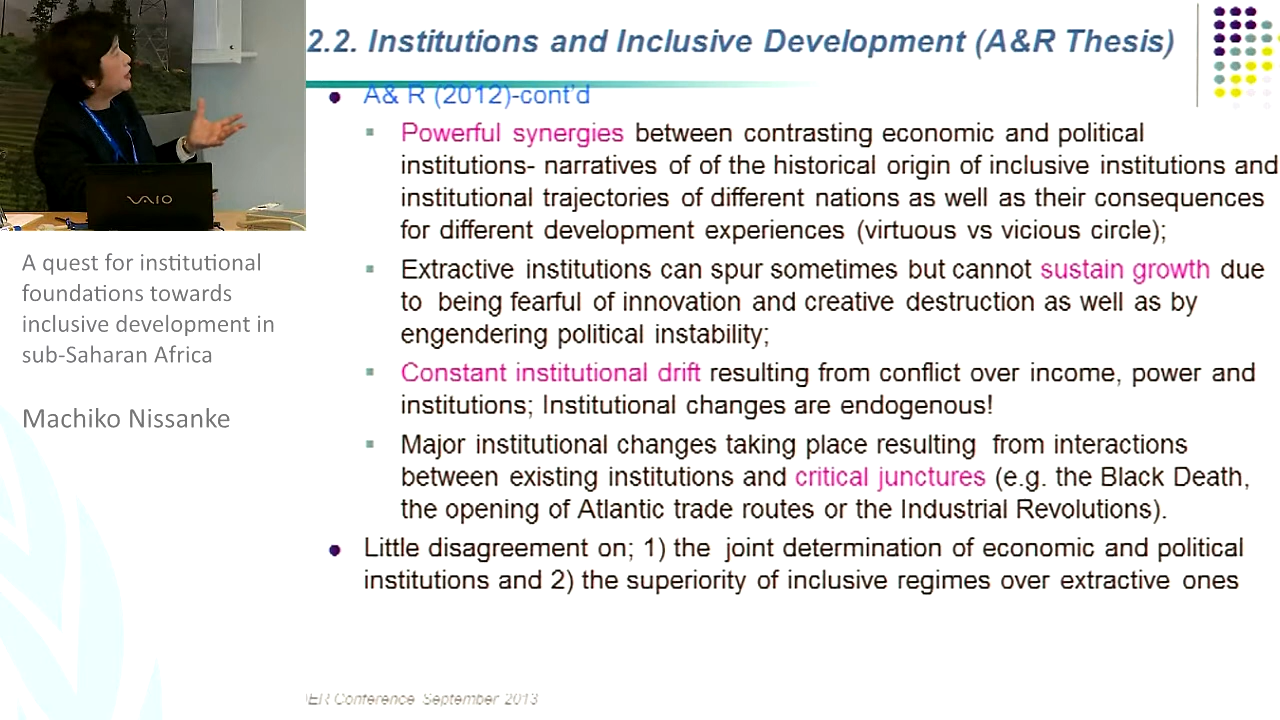 2.2. Institutions and Inclusive Development (A&R Thesis)
A& R (2012)-cont'd
Powerful synergies between contrasting economic and political
institutions- narratives of of the historical origin of inclusive institutions and
institutional trajectories of different nations as well as their consequences
for different development experiences (virtuous vs vicious circle);
Extractive institutions can spur sometimes but cannot sustain growth due
to being fearful of innovation and creative destruction as well as by
engendering political instability;
Constant institutional drift resulting from conflict over income, power and
institutions; Institutional changes are endogenous!
Major institutional changes taking place resulting from interactions
between existing institutions and critical junctures (e.g. the Black Death,
the opening of Atlantic trade routes or the Industrial Revolutions).
Little disagreement on; 1) the joint determination of economic and political
institutions and 2) the superiority of inclusive regimes over extractive ones
VAIO
A quest for institutional
foundations towards
inclusive development in
sub-Saharan Africa
Machiko Nissanke
Conference September 2013